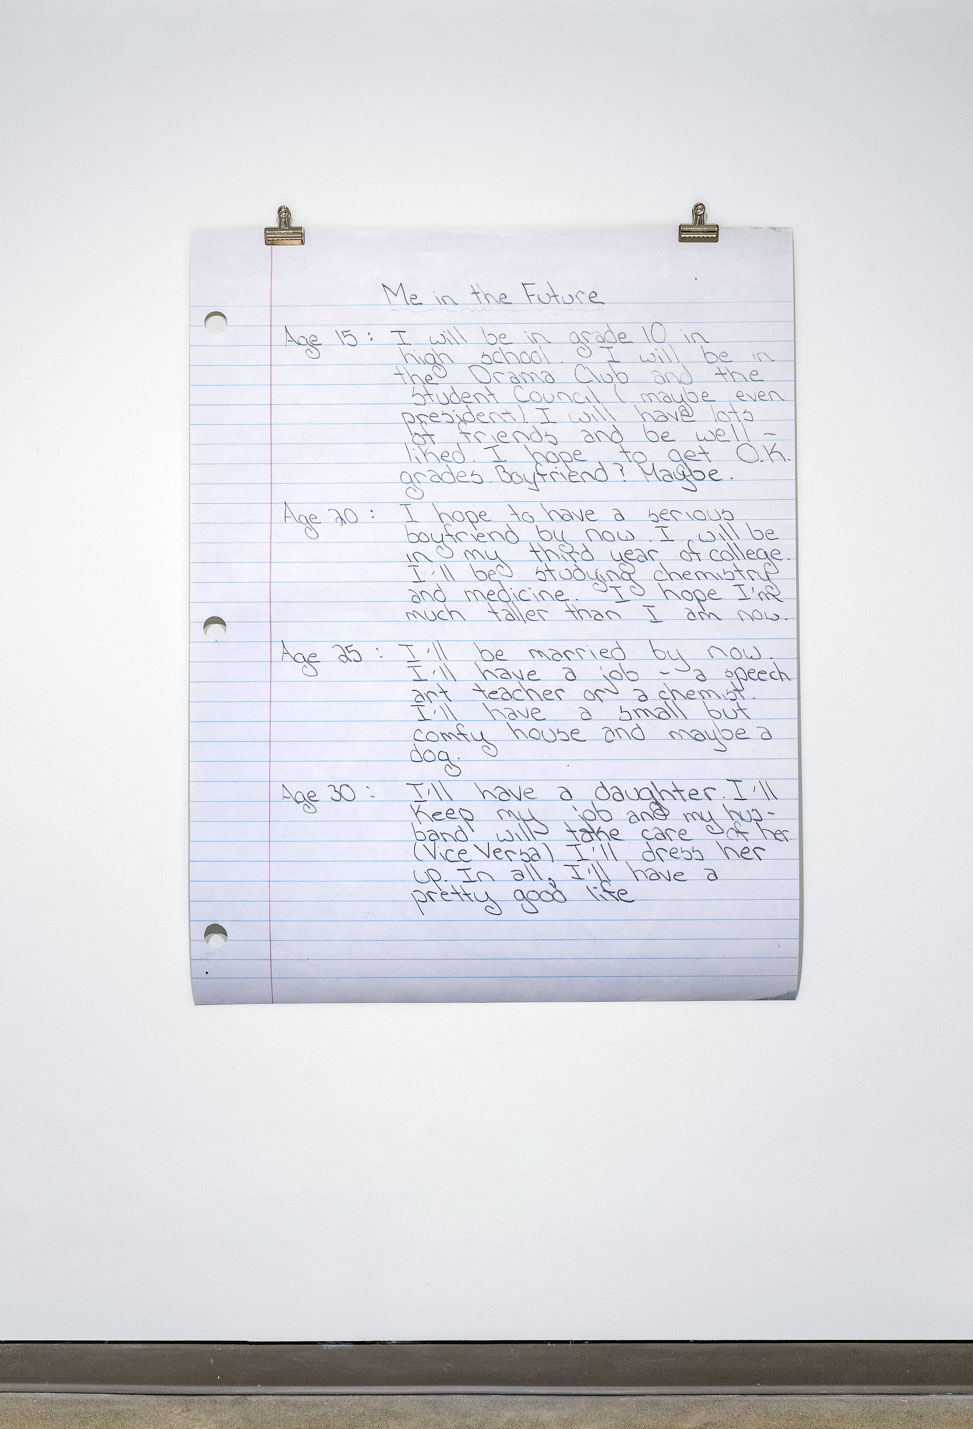 Me in the Future
Age 15 : I will be in grade 10 in
high school. I will be in
the Drama Club and the
Student Council ( maybe even
president) I will have lots
of friends and be well-
liked. I hope to get O.K.
grades. Boyfriend? Maybe.
Age 20 : I hope to have a serious
boyfriend by now. I will be
in my third year of college.
I'll be studying chemistry
and medicine. I hope I'm
much taller than I am now.
Age 25 : I'll be married by now.
I'll have a job - a speech
art teacher or a chemist.
I'll have a small but
comfy house and maybe a
dog.
Age 30 : I'll have a daughter. I'll
Keep my job and my hus-
band will take care of her
(Vice Versa) I'll dress her
up. In all, I'll have a
pretty good life